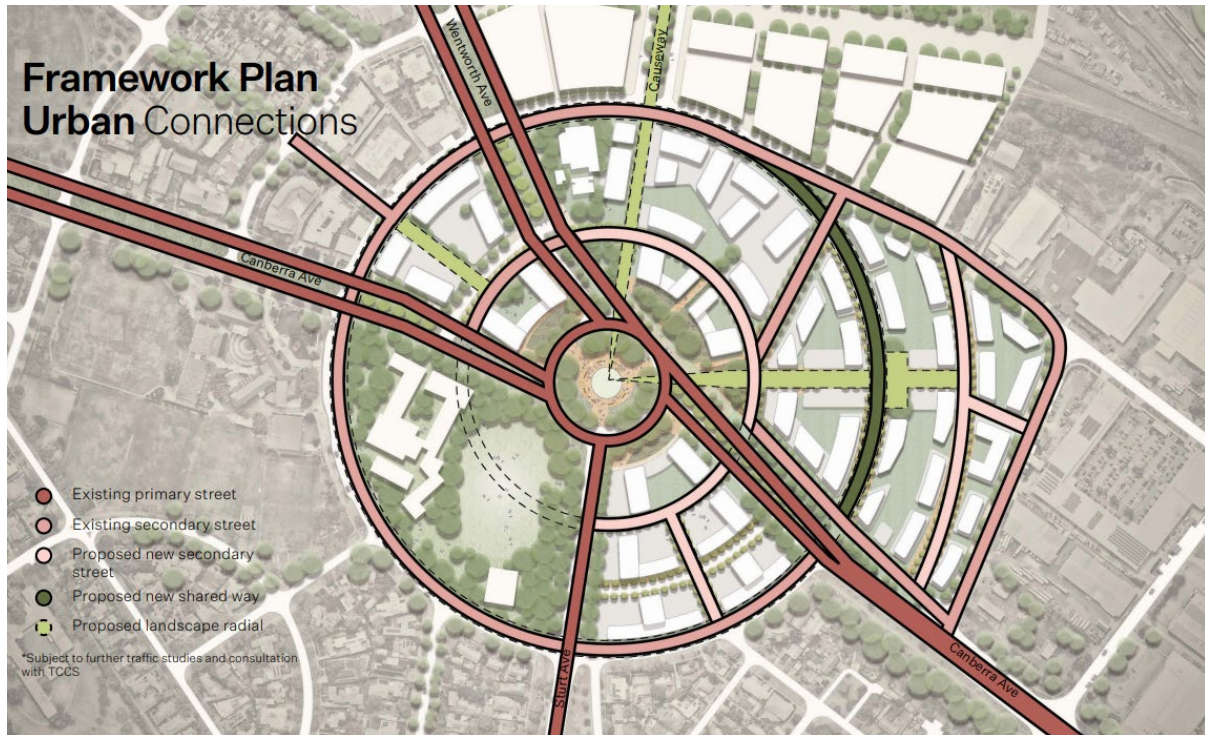 Framework Plan
Urban Connections
Wentworth Ave
Causeway
Canberra Ave
Existing primary street
Existing secondary street
Proposed new secondary
street
Proposed new shared way
Proposed landscape radial
*Subject to further traffic studies and consultation
with TCCS
Sturt Ave
Canberra Ave